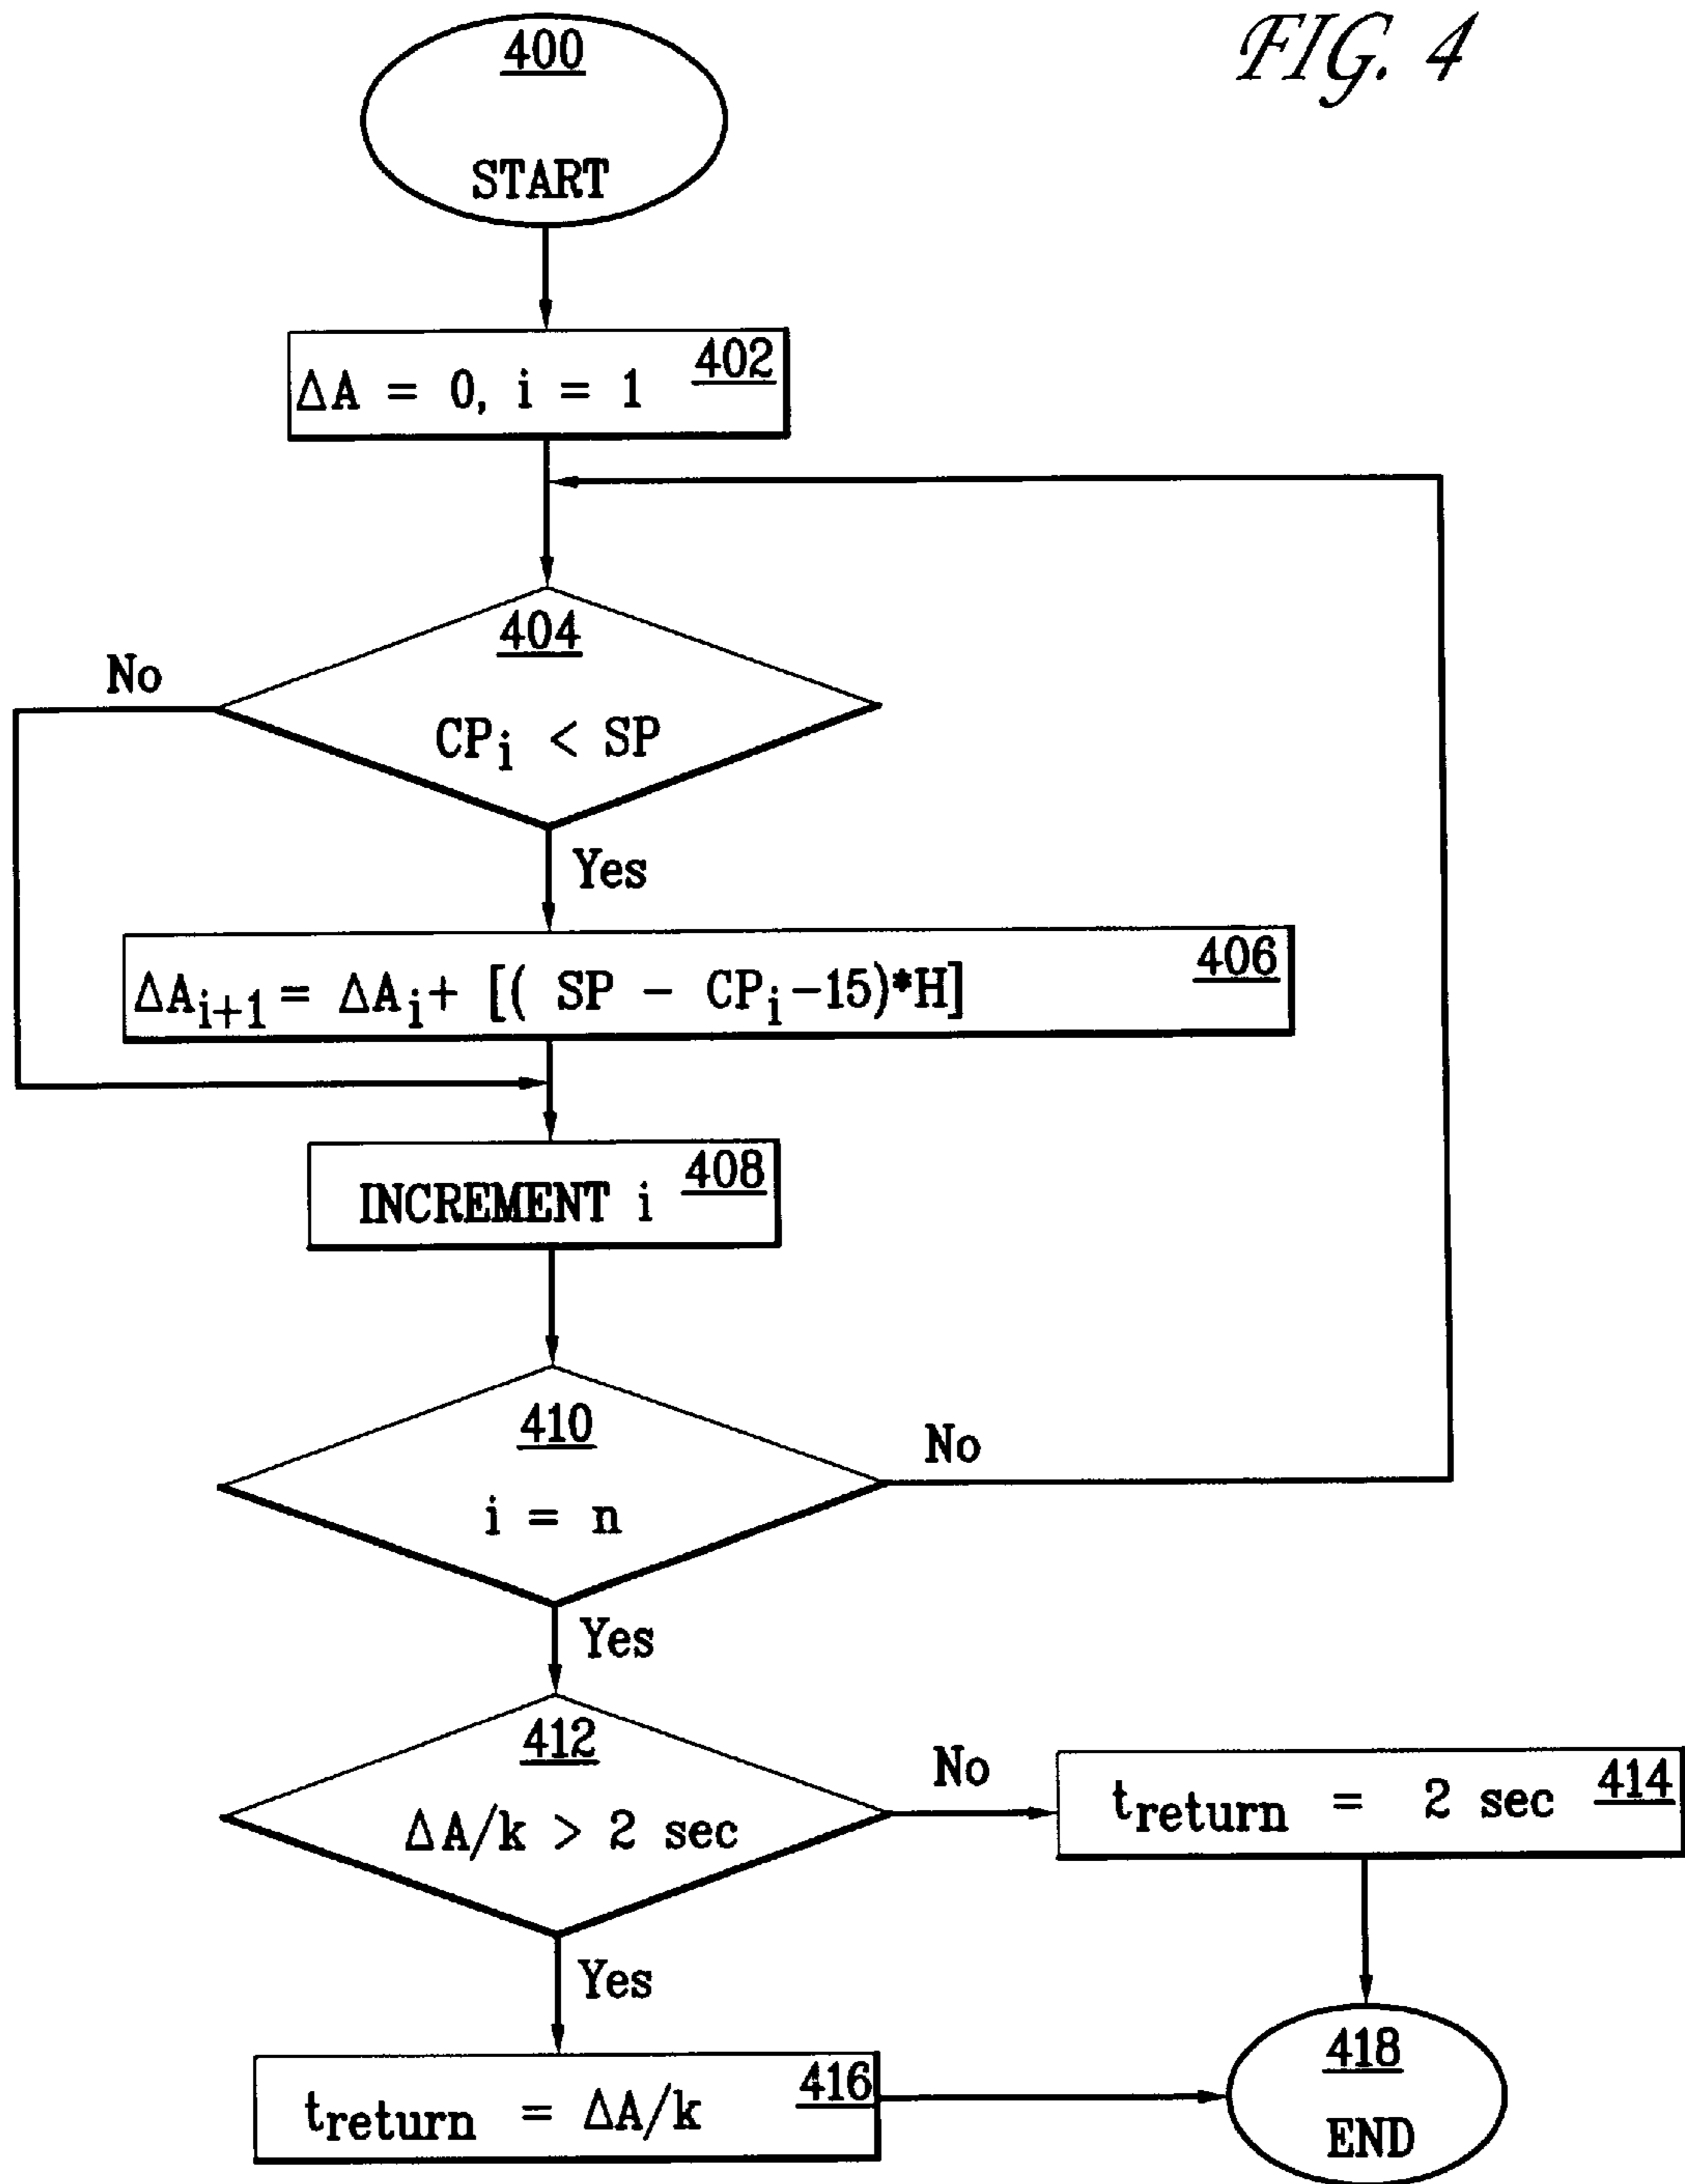 FIG. 4
400
START
402
ΔA = 0, i = 1
404
No
CPi < SP
Yes
406
ΔAi+1 = ΔAi + [( SP - CPi-15)*H]
408
INCREMENT i
410
No
i = n
Yes
412
No
ΔA/k > 2 sec
414
treturn = 2 sec
Yes
416
treturn = ΔA/k
418
END